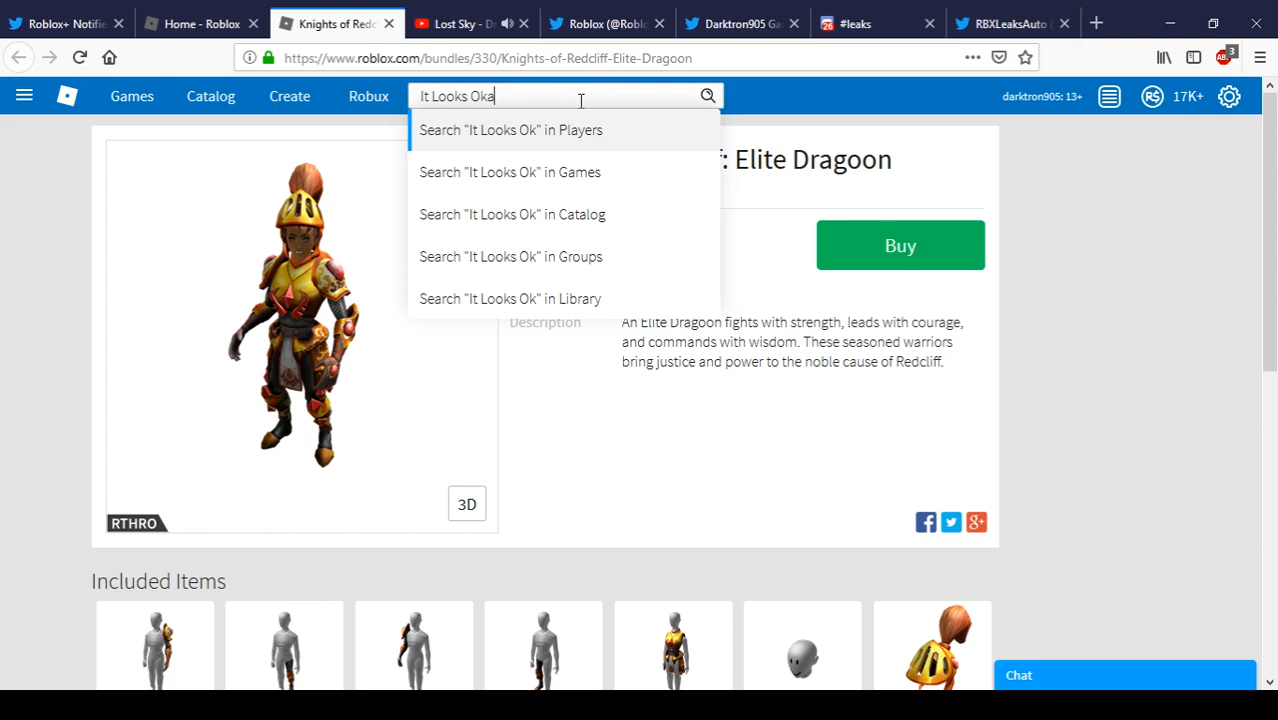 Roblox+ Notifi
Home - Roblox
Knights of Redc
Lost Sky - D
Roblox (@Roblo
Darktron905 Ga
#leaks
RBXLeaksAuto
https://www.roblox.com/bundles/330/Knights-of-Redcliff-Elite-Dragoon
3
Games
Catalog
Create
Robux
It Looks Oka
darktron905: 13+
R$ 17K+
Search "It Looks Ok" in Players
Search "It Looks Ok" in Games
Search "It Looks Ok" in Catalog
Search "It Looks Ok" in Groups
Search "It Looks Ok" in Library
: Elite Dragoon
Buy
Description
An Elite Dragoon fights with strength, leads with courage,
and commands with wisdom. These seasoned warriors
bring justice and power to the noble cause of Redcliff.
3D
RTHRO
Included Items
Chat